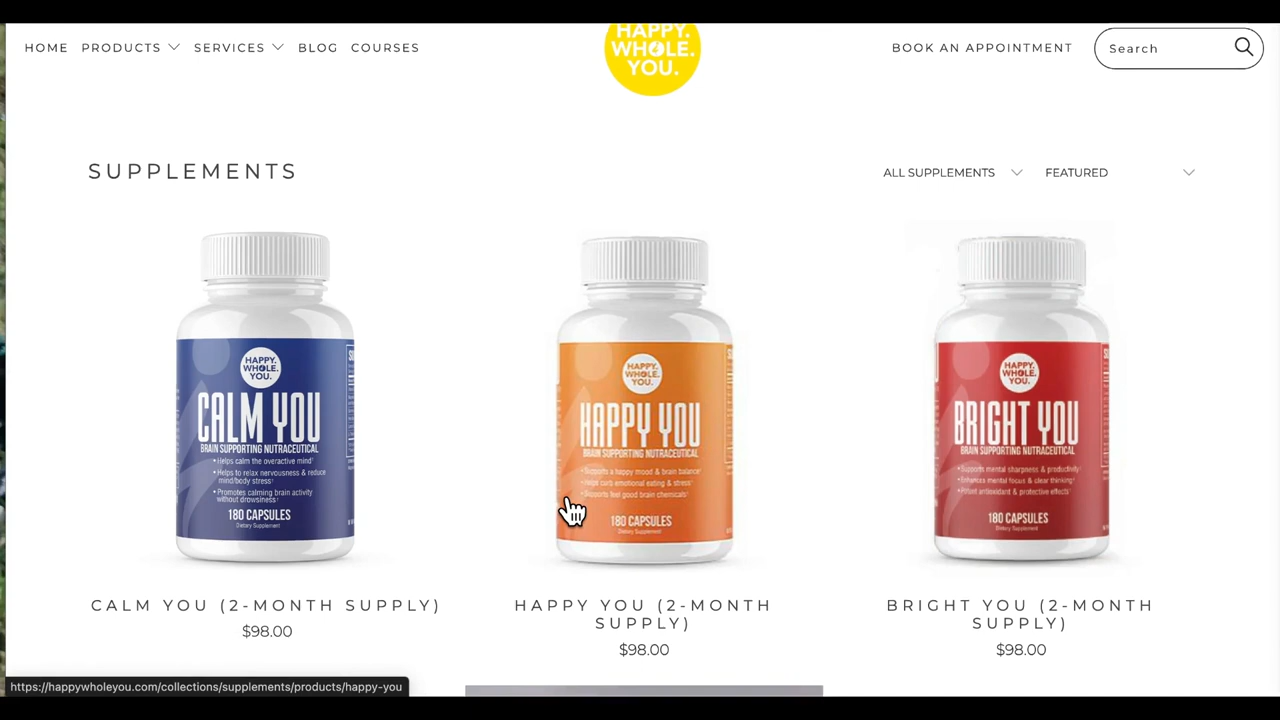 HOME PRODUCTS SERVICES BLOG COURSES
HAPPY.
WHOLE.
YOU.
BOOK AN APPOINTMENT
Search
SUPPLEMENTS
ALL SUPPLEMENTS
FEATURED
HAPPY.
WHOLE.
YOU.
CALM YOU
BRAIN SUPPORTING NUTRACEUTICAL
• Helps calm the overactive mind†
• Helps to relax nervousness & reduce
mind/body stress†
• Promotes calming brain activity
without drowsiness†
180 CAPSULES
Dietary Supplement
HAPPY.
WHOLE.
YOU.
HAPPY YOU
BRAIN SUPPORTING NUTRACEUTICAL
• Supports a happy mood & brain balance†
• Helps curb emotional eating & stress†
• Supports feel good brain chemicals†
180 CAPSULES
Dietary Supplement
HAPPY.
WHOLE.
YOU.
BRIGHT YOU
BRAIN SUPPORTING NUTRACEUTICAL
• Supports mental sharpness & productivity†
• Enhances mental focus & clear thinking†
• Potent antioxidant & protective effects†
180 CAPSULES
Dietary Supplement
CALM YOU (2-MONTH SUPPLY)
$98.00
HAPPY YOU (2-MONTH
SUPPLY)
$98.00
BRIGHT YOU (2-MONTH
SUPPLY)
$98.00
https://happywholeyou.com/collections/supplements/products/happy-you